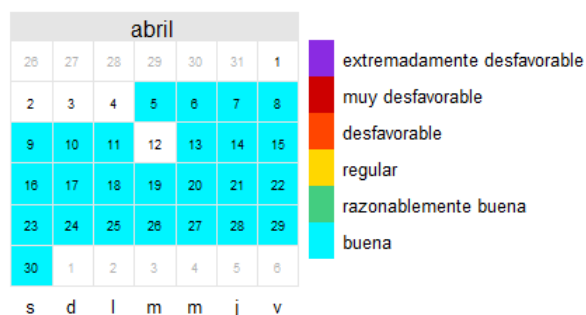 abril
26 27 28 29 30 31 1
2 3 4 5 6 7 8
9 10 11 12 13 14 15
16 17 18 19 20 21 22
23 24 25 26 27 28 29
30 1 2 3 4 5 6
s d l m m j v
extremadamente desfavorable
muy desfavorable
desfavorable
regular
razonablemente buena
buena